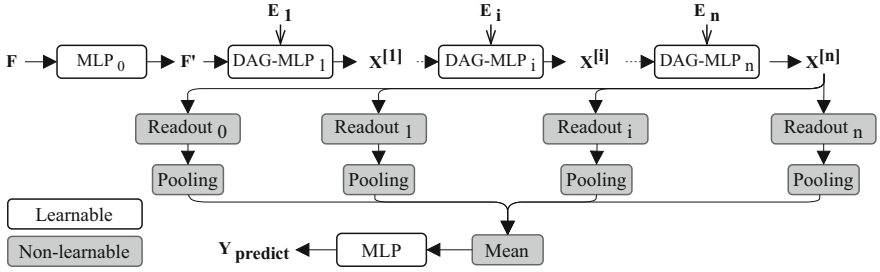 E 1 E i E n
F MLP 0 F' DAG-MLP 1 X[1] DAG-MLP i X[i] DAG-MLP n X[n]
Readout 0 Readout 1 Readout i Readout n
Pooling Pooling Pooling Pooling
Learnable
Non-learnable Y predict MLP Mean